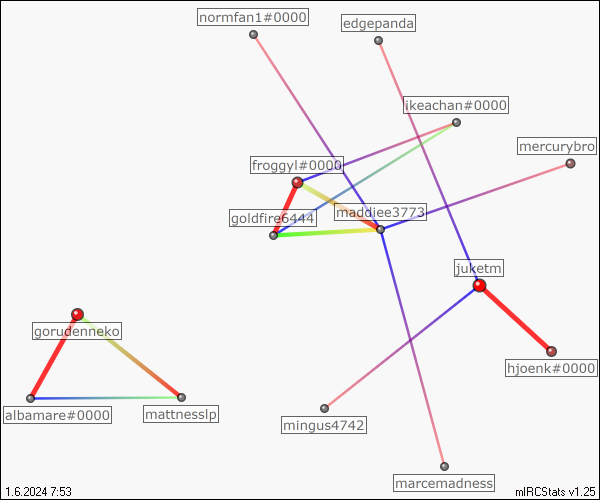 normfan1#0000
edgepanda
ikeachan#0000
mercurybro
froggyl#0000
goldfire6444
maddiee3773
juketm
gorudenneko
hjoenk#0000
albamare#0000
mattnesslp
mingus4742
marcemadness
1.6.2024 7:53
mIRCStats v1.25